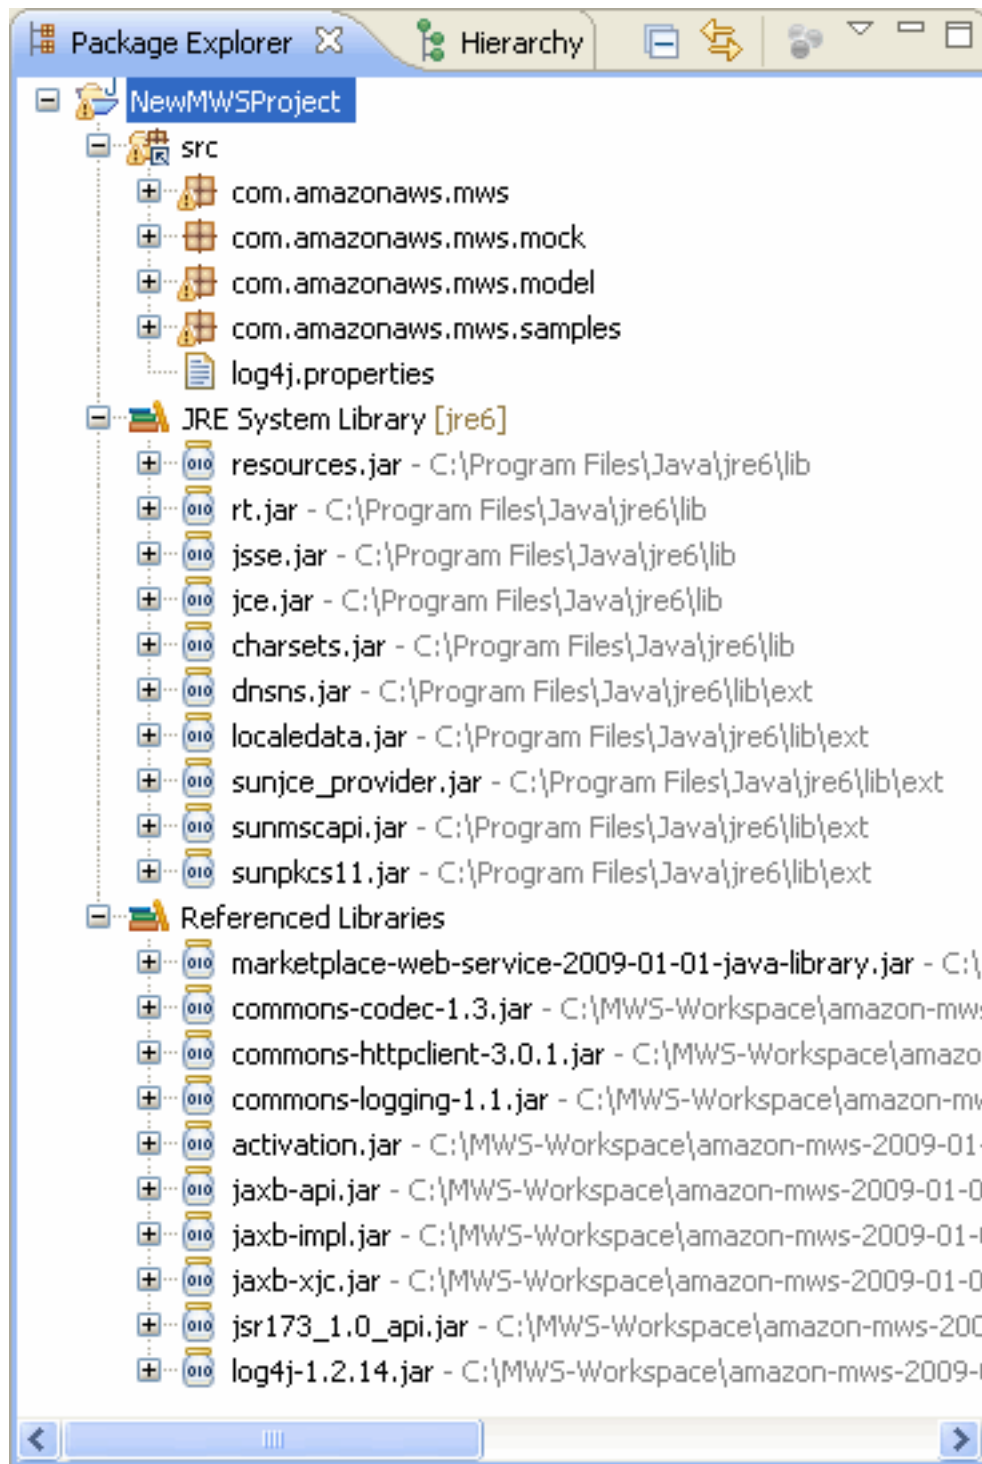 Package Explorer Hierarchy
NewMWSProject
src
com.amazonaws.mws
com.amazonaws.mws.mock
com.amazonaws.mws.model
com.amazonaws.mws.samples
log4j.properties
JRE System Library [jre6]
resources.jar - C:\Program Files\Java\jre6\lib
rt.jar - C:\Program Files\Java\jre6\lib
jsse.jar - C:\Program Files\Java\jre6\lib
jce.jar - C:\Program Files\Java\jre6\lib
charsets.jar - C:\Program Files\Java\jre6\lib
dnsns.jar - C:\Program Files\Java\jre6\lib\ext
localedata.jar - C:\Program Files\Java\jre6\lib\ext
sunjce_provider.jar - C:\Program Files\Java\jre6\lib\ext
sunmscapi.jar - C:\Program Files\Java\jre6\lib\ext
sunpkcs11.jar - C:\Program Files\Java\jre6\lib\ext
Referenced Libraries
marketplace-web-service-2009-01-01-java-library.jar - C:\
commons-codec-1.3.jar - C:\MWS-Workspace\amazon-mws
commons-httpclient-3.0.1.jar - C:\MWS-Workspace\amazo
commons-logging-1.1.jar - C:\MWS-Workspace\amazon-mw
activation.jar - C:\MWS-Workspace\amazon-mws-2009-01-
jaxb-api.jar - C:\MWS-Workspace\amazon-mws-2009-01-0
jaxb-impl.jar - C:\MWS-Workspace\amazon-mws-2009-01-0
jaxb-xjc.jar - C:\MWS-Workspace\amazon-mws-2009-01-0
jsr173_1.0_api.jar - C:\MWS-Workspace\amazon-mws-200
log4j-1.2.14.jar - C:\MWS-Workspace\amazon-mws-2009-0